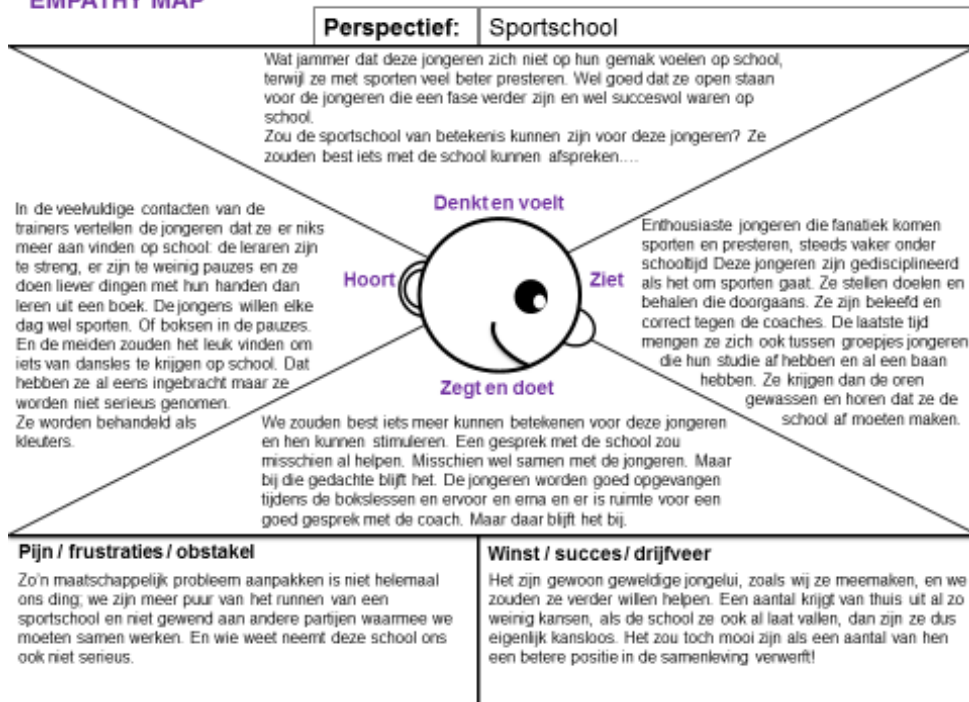 EMPATHY MAP
Perspectief: Sportschool
Wat jammer dat deze jongeren zich niet op hun gemak voelen op school,
terwijl ze met sporten veel beter presteren. Wel goed dat ze open staan
voor de jongeren die een fase verder zijn en wel succesvol waren op
school.
Zou de sportschool van betekenis kunnen zijn voor deze jongeren? Ze
zouden best iets met de school kunnen afspreken....
Denkt en voelt
In de veelvuldige contacten van de
trainers vertellen de jongeren dat ze er niks
meer aan vinden op school: de leraren zijn
te streng, er zijn te weinig pauzes en ze
doen liever dingen met hun handen dan
leren uit een boek. De jongens willen elke
dag wel sporten. Of boksen in de pauzes.
En de meiden zouden het leuk vinden om
iets van dansles te krijgen op school. Dat
hebben ze al eens ingebracht maar ze
worden niet serieus genomen.
Ze worden behandeld als
kleuters.
Hoort
Ziet
Enthousiaste jongeren die fanatiek komen
sporten en presteren, steeds vaker onder
schooltijd Deze jongeren zijn gedisciplineerd
als het om sporten gaat. Ze stellen doelen en
behalen die doorgaans. Ze zijn beleefd en
correct tegen de coaches. De laatste tijd
mengen ze zich ook tussen groepjes jongeren
die hun studie af hebben en al een baan
hebben. Ze krijgen dan de oren
gewassen en horen dat ze de
school af moeten maken.
Zegt en doet
We zouden best iets meer kunnen betekenen voor deze jongeren
en hen kunnen stimuleren. Een gesprek met de school zou
misschien al helpen. Misschien wel samen met de jongeren. Maar
bij die gedachte blijft het. De jongeren worden goed opgevangen
tijdens de bokslessen en ervoor en erna en er is ruimte voor een
goed gesprek met de coach. Maar daar blijft het bij.
Pijn / frustraties / obstakel
Zo'n maatschappelijk probleem aanpakken is niet helemaal
ons ding; we zijn meer puur van het runnen van een
sportschool en niet gewend aan andere partijen waarmee we
moeten samen werken. En wie weet neemt deze school ons
ook niet serieus.
Winst / succes / drijfveer
Het zijn gewoon geweldige jongelui, zoals wij ze meemaken, en we
zouden ze verder willen helpen. Een aantal krijgt van thuis uit al zo
weinig kansen, als de school ze ook al laat vallen, dan zijn ze dus
eigenlijk kansloos. Het zou toch mooi zijn als een aantal van hen
een betere positie in de samenleving verwerft!